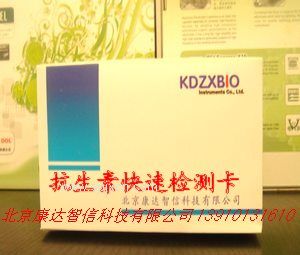 KDZXBIO
Instruments Co., Ltd.
抗生素快速检测卡
北京康达智信科技有限公司
北京康达智信科技有限公司13910131610